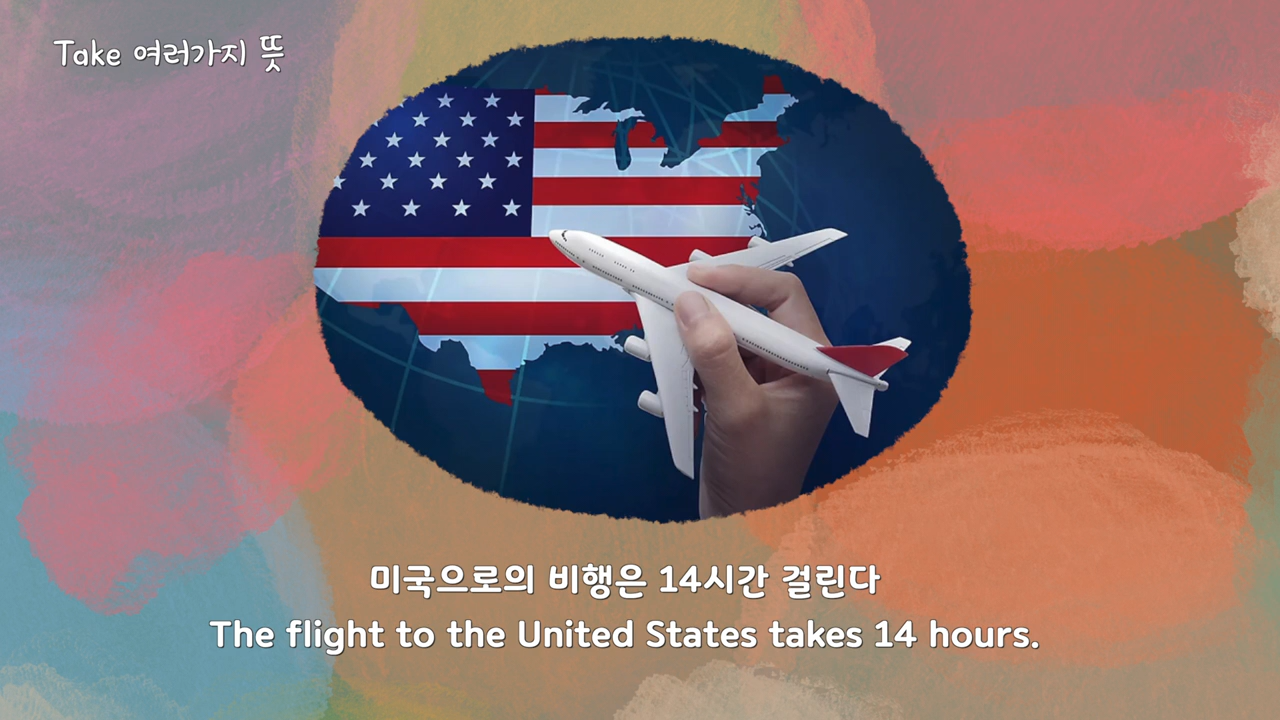 Take 여러가지 뜻
미국으로의 비행은 14시간 걸린다
The flight to the United States takes 14 hours.